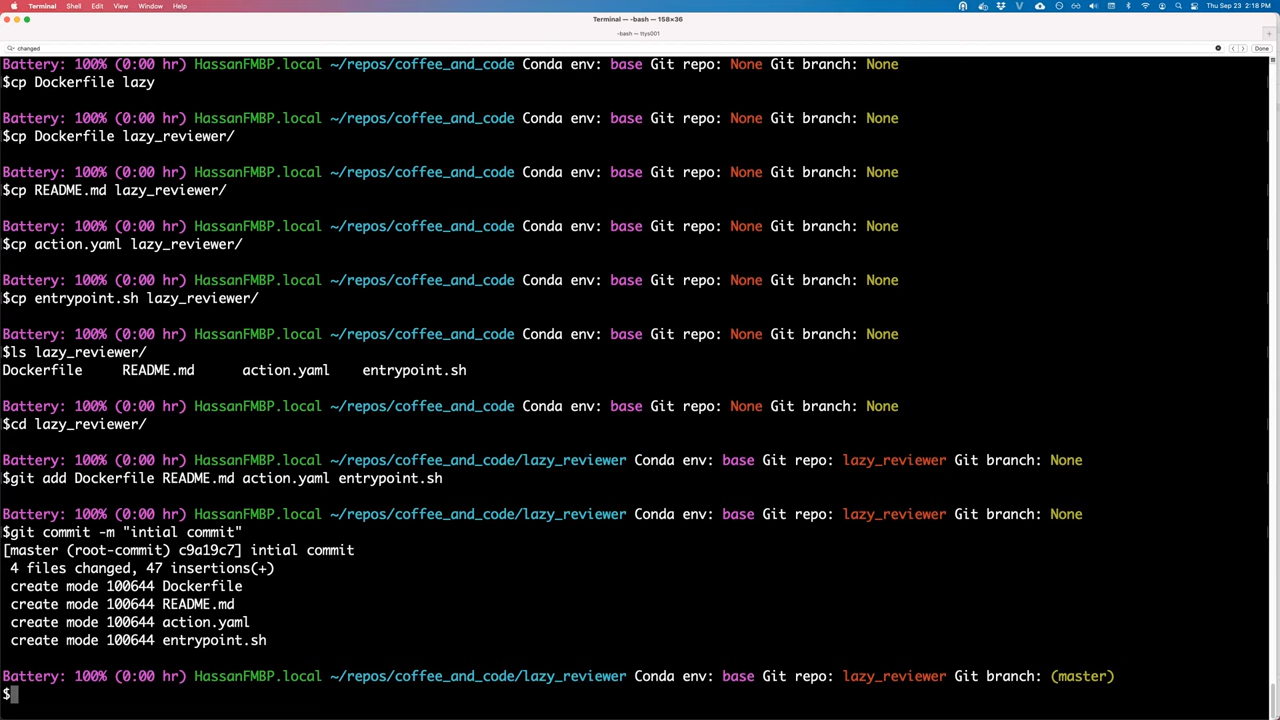 Terminal Shell Edit View Window Help Thu Sep 23 2:18 PM
Terminal — -bash — 158×36
-bash — ttys001
changed Done
Battery: 100% (0:00 hr) HassanFMBP.local ~/repos/coffee_and_code Conda env: base Git repo: None Git branch: None
$cp Dockerfile lazy
Battery: 100% (0:00 hr) HassanFMBP.local ~/repos/coffee_and_code Conda env: base Git repo: None Git branch: None
$cp Dockerfile lazy_reviewer/
Battery: 100% (0:00 hr) HassanFMBP.local ~/repos/coffee_and_code Conda env: base Git repo: None Git branch: None
$cp README.md lazy_reviewer/
Battery: 100% (0:00 hr) HassanFMBP.local ~/repos/coffee_and_code Conda env: base Git repo: None Git branch: None
$cp action.yaml lazy_reviewer/
Battery: 100% (0:00 hr) HassanFMBP.local ~/repos/coffee_and_code Conda env: base Git repo: None Git branch: None
$cp entrypoint.sh lazy_reviewer/
Battery: 100% (0:00 hr) HassanFMBP.local ~/repos/coffee_and_code Conda env: base Git repo: None Git branch: None
$ls lazy_reviewer/
Dockerfile README.md action.yaml entrypoint.sh
Battery: 100% (0:00 hr) HassanFMBP.local ~/repos/coffee_and_code Conda env: base Git repo: None Git branch: None
$cd lazy_reviewer/
Battery: 100% (0:00 hr) HassanFMBP.local ~/repos/coffee_and_code/lazy_reviewer Conda env: base Git repo: lazy_reviewer Git branch: None
$git add Dockerfile README.md action.yaml entrypoint.sh
Battery: 100% (0:00 hr) HassanFMBP.local ~/repos/coffee_and_code/lazy_reviewer Conda env: base Git repo: lazy_reviewer Git branch: None
$git commit -m "intial commit"
[master (root-commit) c9a19c7] intial commit
4 files changed, 47 insertions(+)
create mode 100644 Dockerfile
create mode 100644 README.md
create mode 100644 action.yaml
create mode 100644 entrypoint.sh
Battery: 100% (0:00 hr) HassanFMBP.local ~/repos/coffee_and_code/lazy_reviewer Conda env: base Git repo: lazy_reviewer Git branch: (master)
$